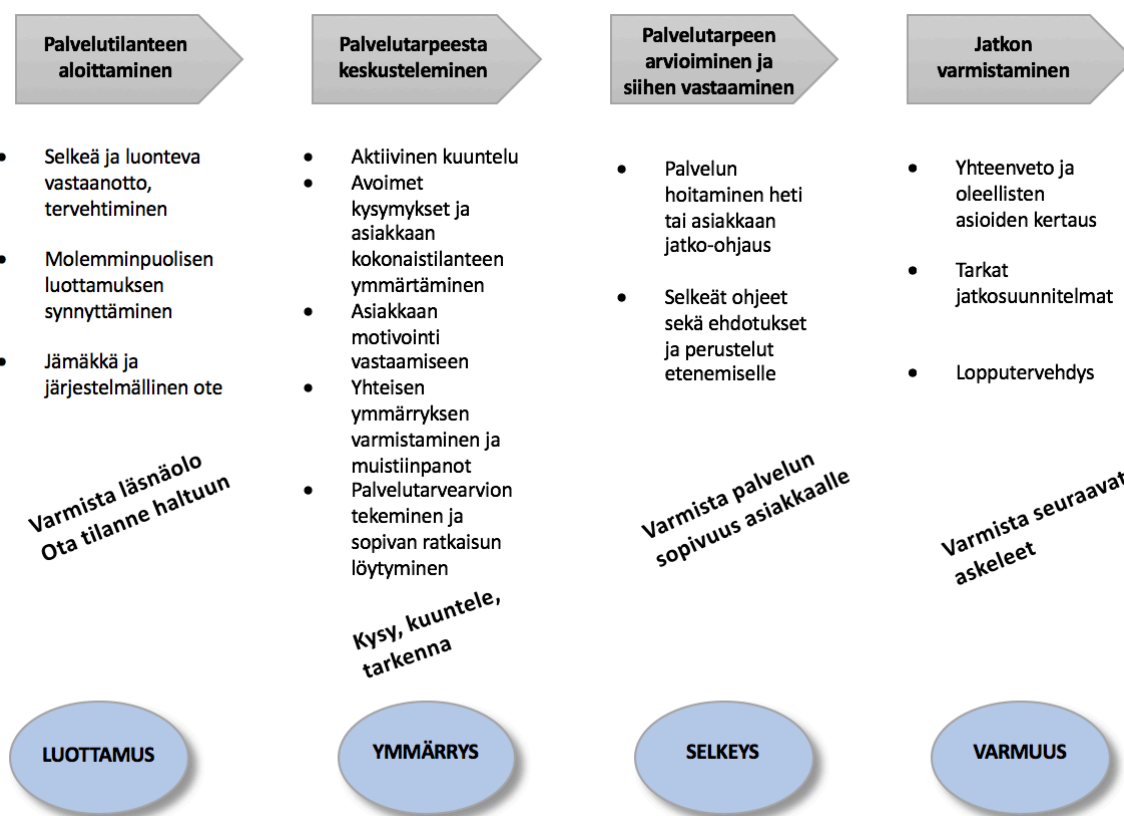 Palvelutilanteen
aloittaminen
Palvelutarpeesta
keskusteleminen
Palvelutarpeen
arvioiminen ja
siihen vastaaminen
Jatkon
varmistaminen
• Selkeä ja luonteva
vastaanotto,
tervehtiminen
• Molemminpuolisen
luottamuksen
synnyttäminen
• Jämäkkä ja
järjestelmällinen ote
Varmista läsnäolo
Ota tilanne haltuun
• Aktiivinen kuuntelu
• Avoimet
kysymykset ja
asiakkaan
kokonaistilanteen
ymmärtäminen
• Asiakkaan
motivointi
vastaamiseen
• Yhteisen
ymmärryksen
varmistaminen ja
muistiinpanot
• Palvelutarvearvion
tekeminen ja
sopivan ratkaisun
löytyminen
Kysy, kuuntele,
tarkenna
• Palvelun
hoitaminen heti
tai asiakkaan
jatko-ohjaus
• Selkeät ohjeet
sekä ehdotukset
ja perustelut
etenemiselle
Varmista palvelun
sopivuus asiakkaalle
• Yhteenveto ja
oleellisten
asioiden kertaus
• Tarkat
jatkosuunnitelmat
• Lopputervehdys
Varmista seuraavat
askeleet
LUOTTAMUS
YMMÄRRYS
SELKEYS
VARMUUS